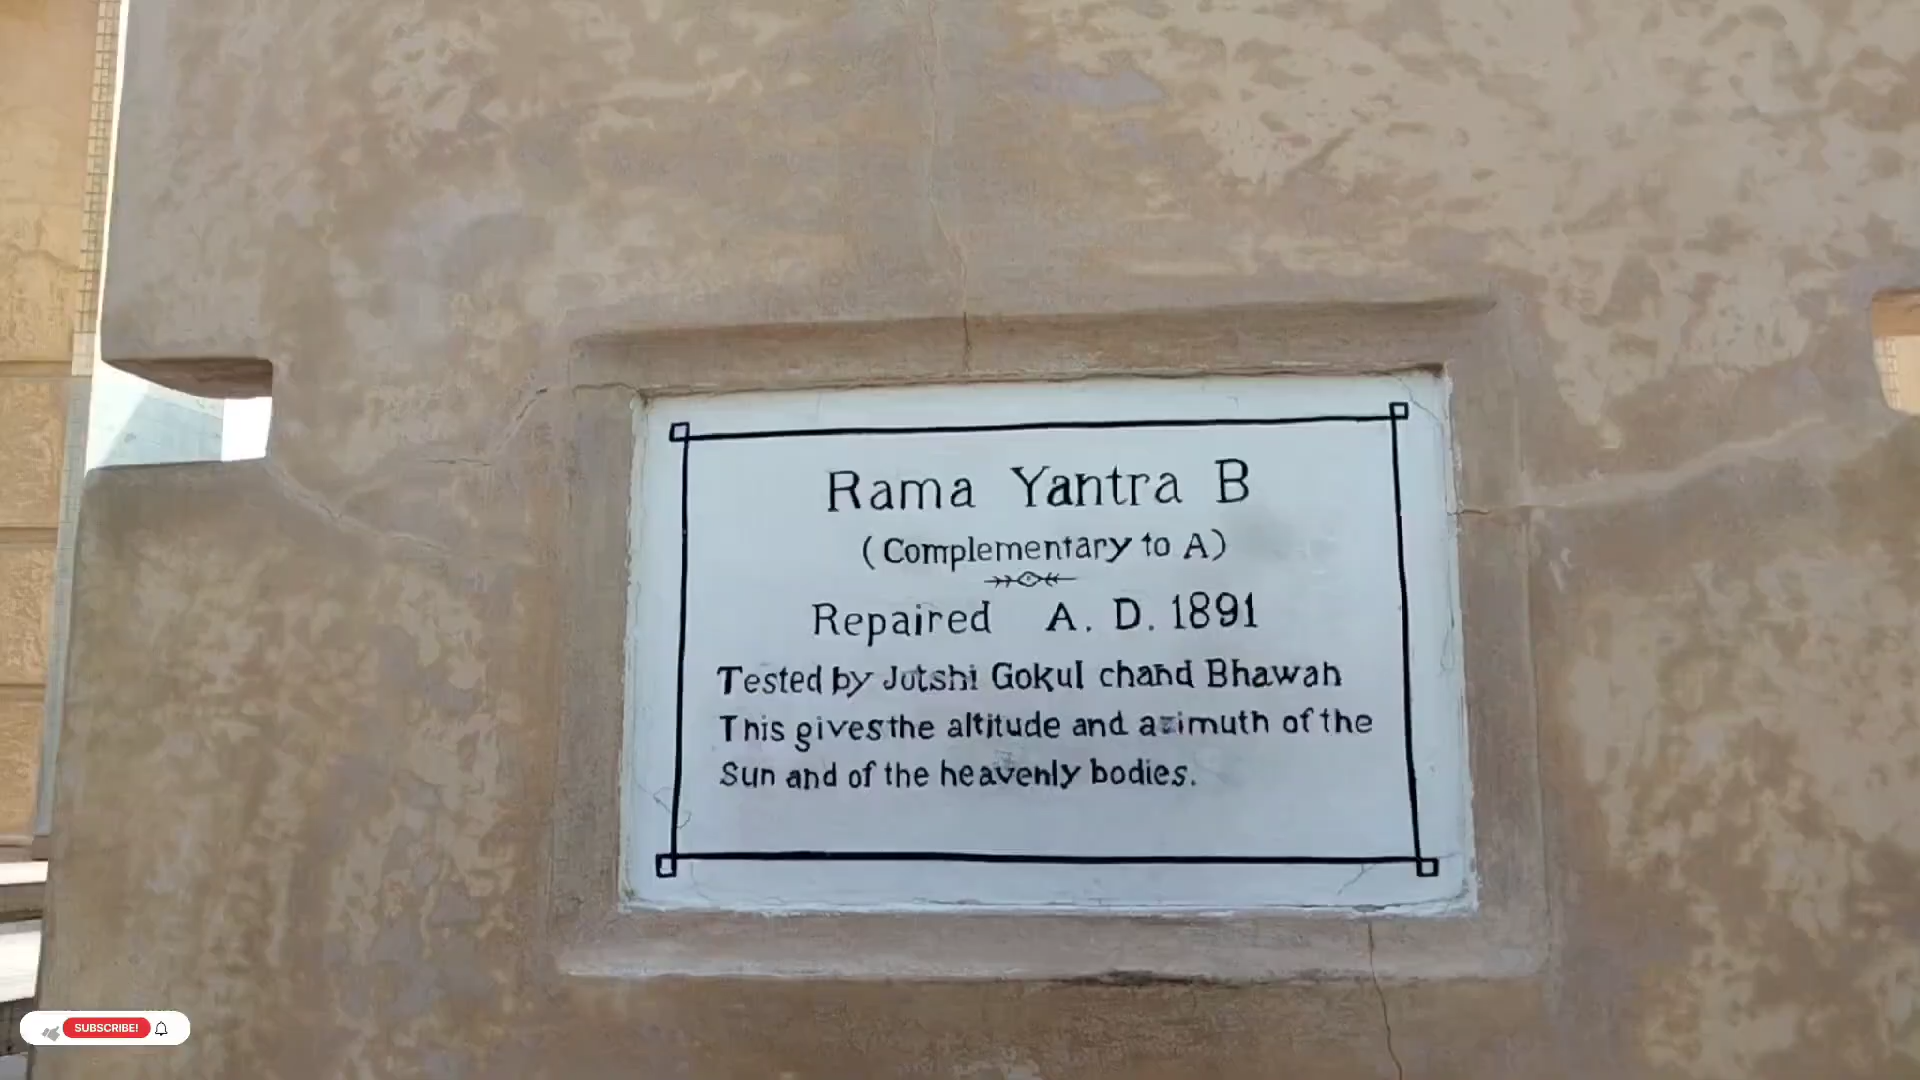 Rama Yantra B
(Complementary to A)
Repaired A. D. 1891
Tested by Jotshi Gokul chand Bhawan
This gives the altitude and azimuth of the
Sun and of the heavenly bodies.
SUBSCRIBE!